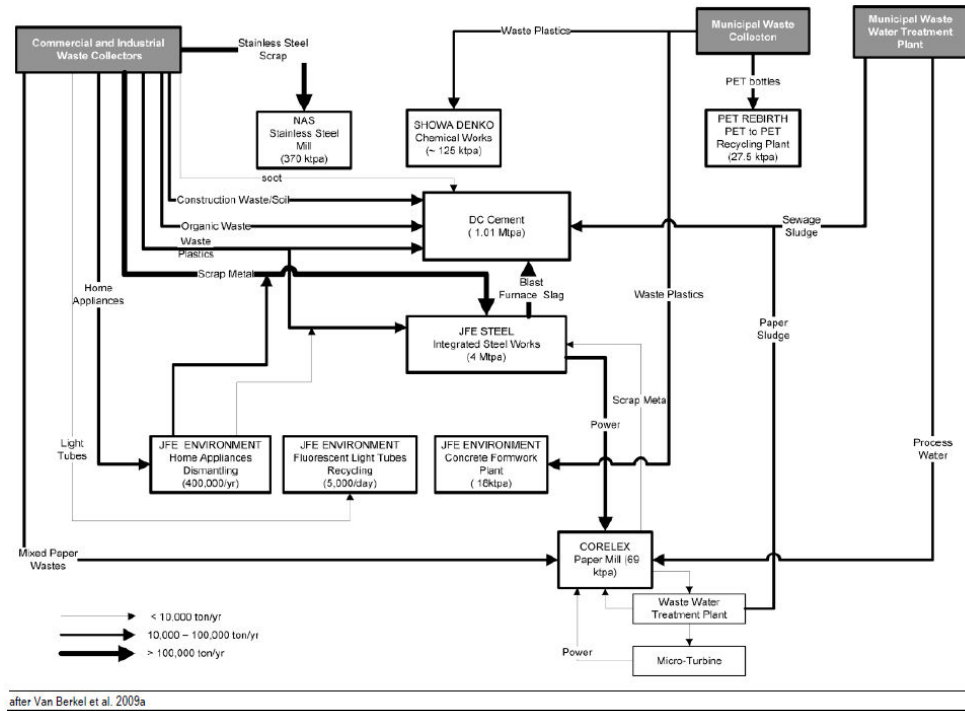 Commercial and Industrial
Waste Collectors
Stainless Steel
Scrap
Waste Plastics
Municipal Waste
Collecton
Municipal Waste
Water Treatment
Plant
PET bottles
NAS
Stainless Steel
Mill
(370 ktpa)
SHOWA DENKO
Chemical Works
(~ 125 ktpa)
PET REBIRTH
PET to PET
Recycling Plant
(27.5 ktpa)
soot
Construction Waste/Soil
Organic Waste
Waste
Plastics
Scrap Metal
DC Cement
( 1.01 Mtpa)
Sewage
Sludge
Home
Appliances
Blast
Furnace Slag
Waste Plastics
JFE STEEL
Integrated Steel Works
(4 Mtpa)
Paper
Sludge
Scrap Meta
Power
Light
Tubes
JFE ENVIRONMENT
Home Appliances
Dismantling
(400,000/yr)
JFE ENVIRONMENT
Fluorescent Light Tubes
Recycling
(5,000/day)
JFE ENVIRONMENT
Concrete Formwork
Plant
( 18ktpa)
Process
Water
Mixed Paper
Wastes
CORELEX
Paper Mill (69
ktpa)
Waste Water
Treatment Plant
Power
Micro-Turbine
< 10.000 ton/yr
10,000 – 100,000 ton/yr
> 100,000 ton/yr
after Van Berkel et al. 2009a